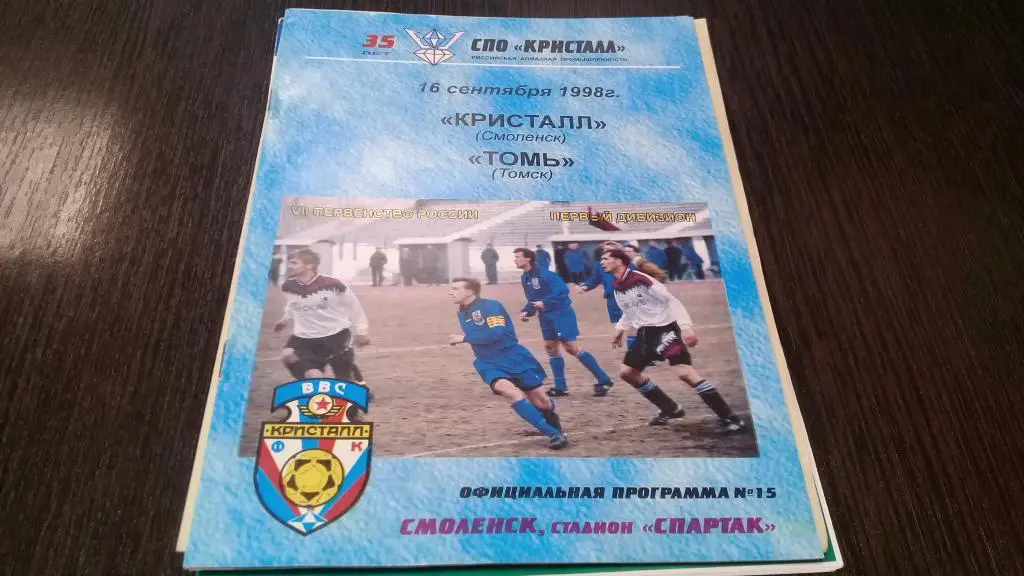 35
ЛЕТ
СПО «КРИСТАЛЛ»
РОССИЙСКАЯ АЛМАЗНАЯ ПРОМЫШЛЕННОСТЬ
16 сентября 1998г.
«КРИСТАЛЛ»
(Смоленск)
«ТОМЬ»
(Томск)
VII ПЕРВЕНСТВО РОССИИ
ПЕРВЫЙ ДИВИЗИОН
ВВС
КРИСТАЛЛ
Ф К
ОФИЦИАЛЬНАЯ ПРОГРАММА №15
СМОЛЕНСК, СТАДИОН «СПАРТАК»